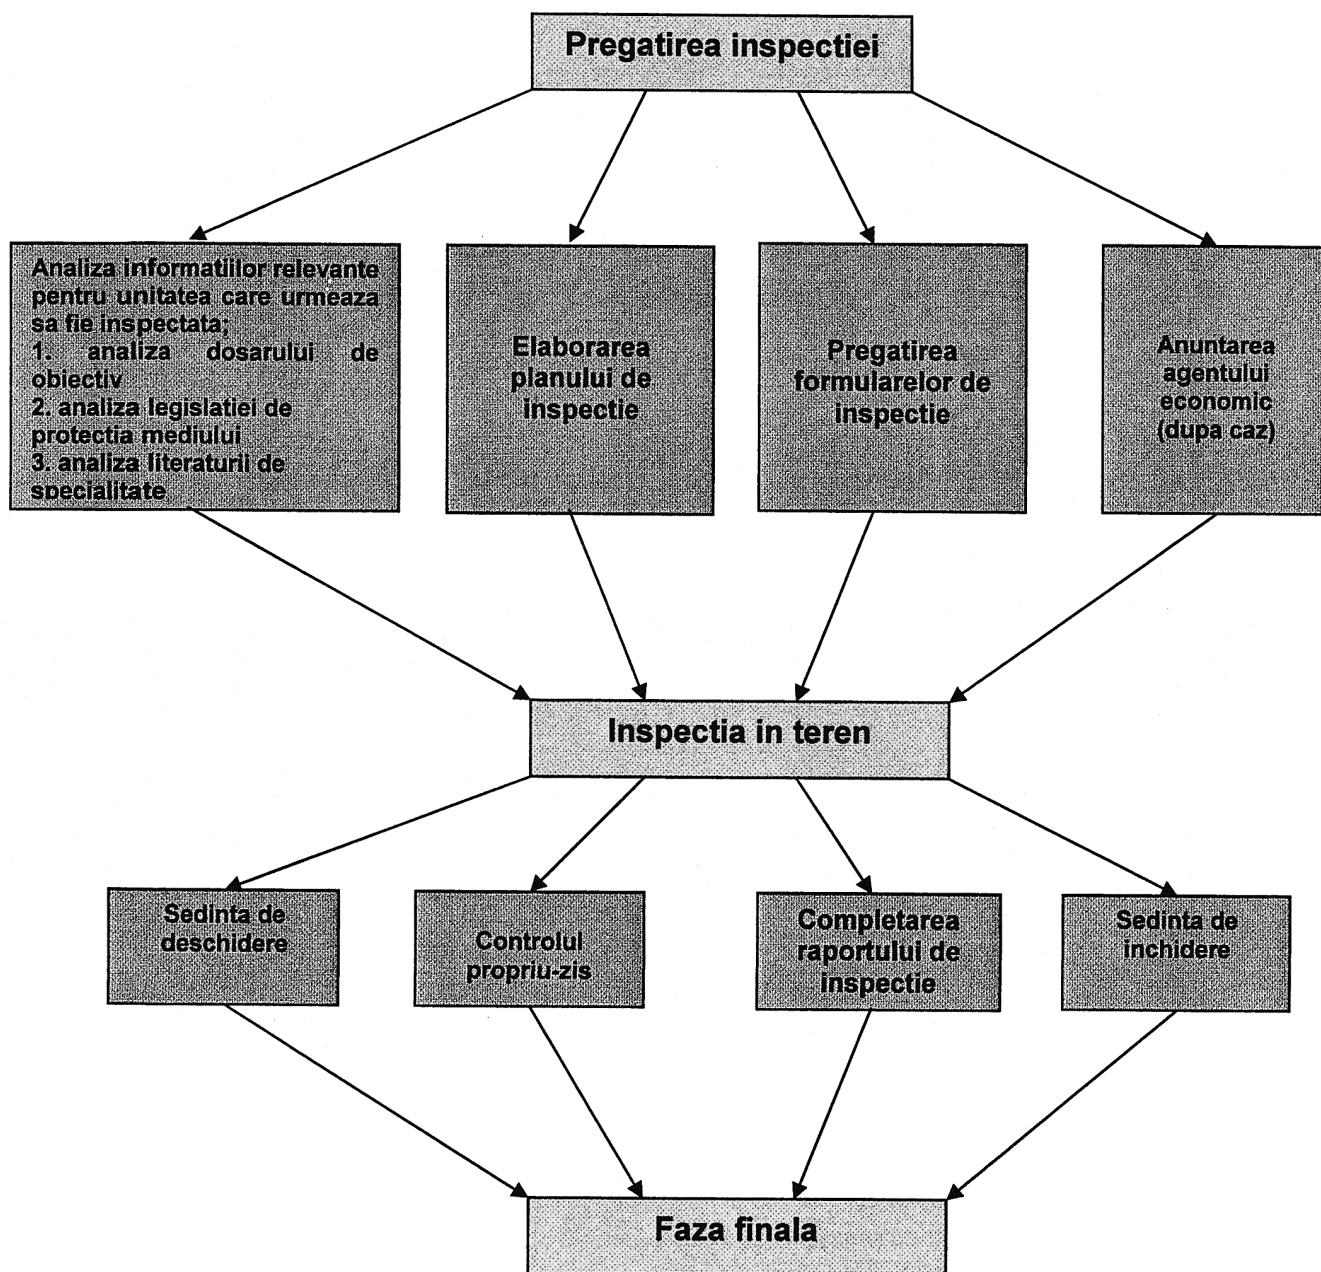 Pregatirea inspectiei
Analiza informatiilor relevante
pentru unitatea care urmeaza
sa fie inspectata;
1. analiza dosarului de
obiectiv
2. analiza legislatiei de
protectia mediului
3. analiza literaturii de
specialitate
Elaborarea
planului de
inspectie
Pregatirea
formularelor de
inspectie
Anuntarea
agentului
economic
(dupa caz)
Inspectia in teren
Sedinta de
deschidere
Controlul
propriu-zis
Completarea
raportului de
inspectie
Sedinta de
inchidere
Faza finala